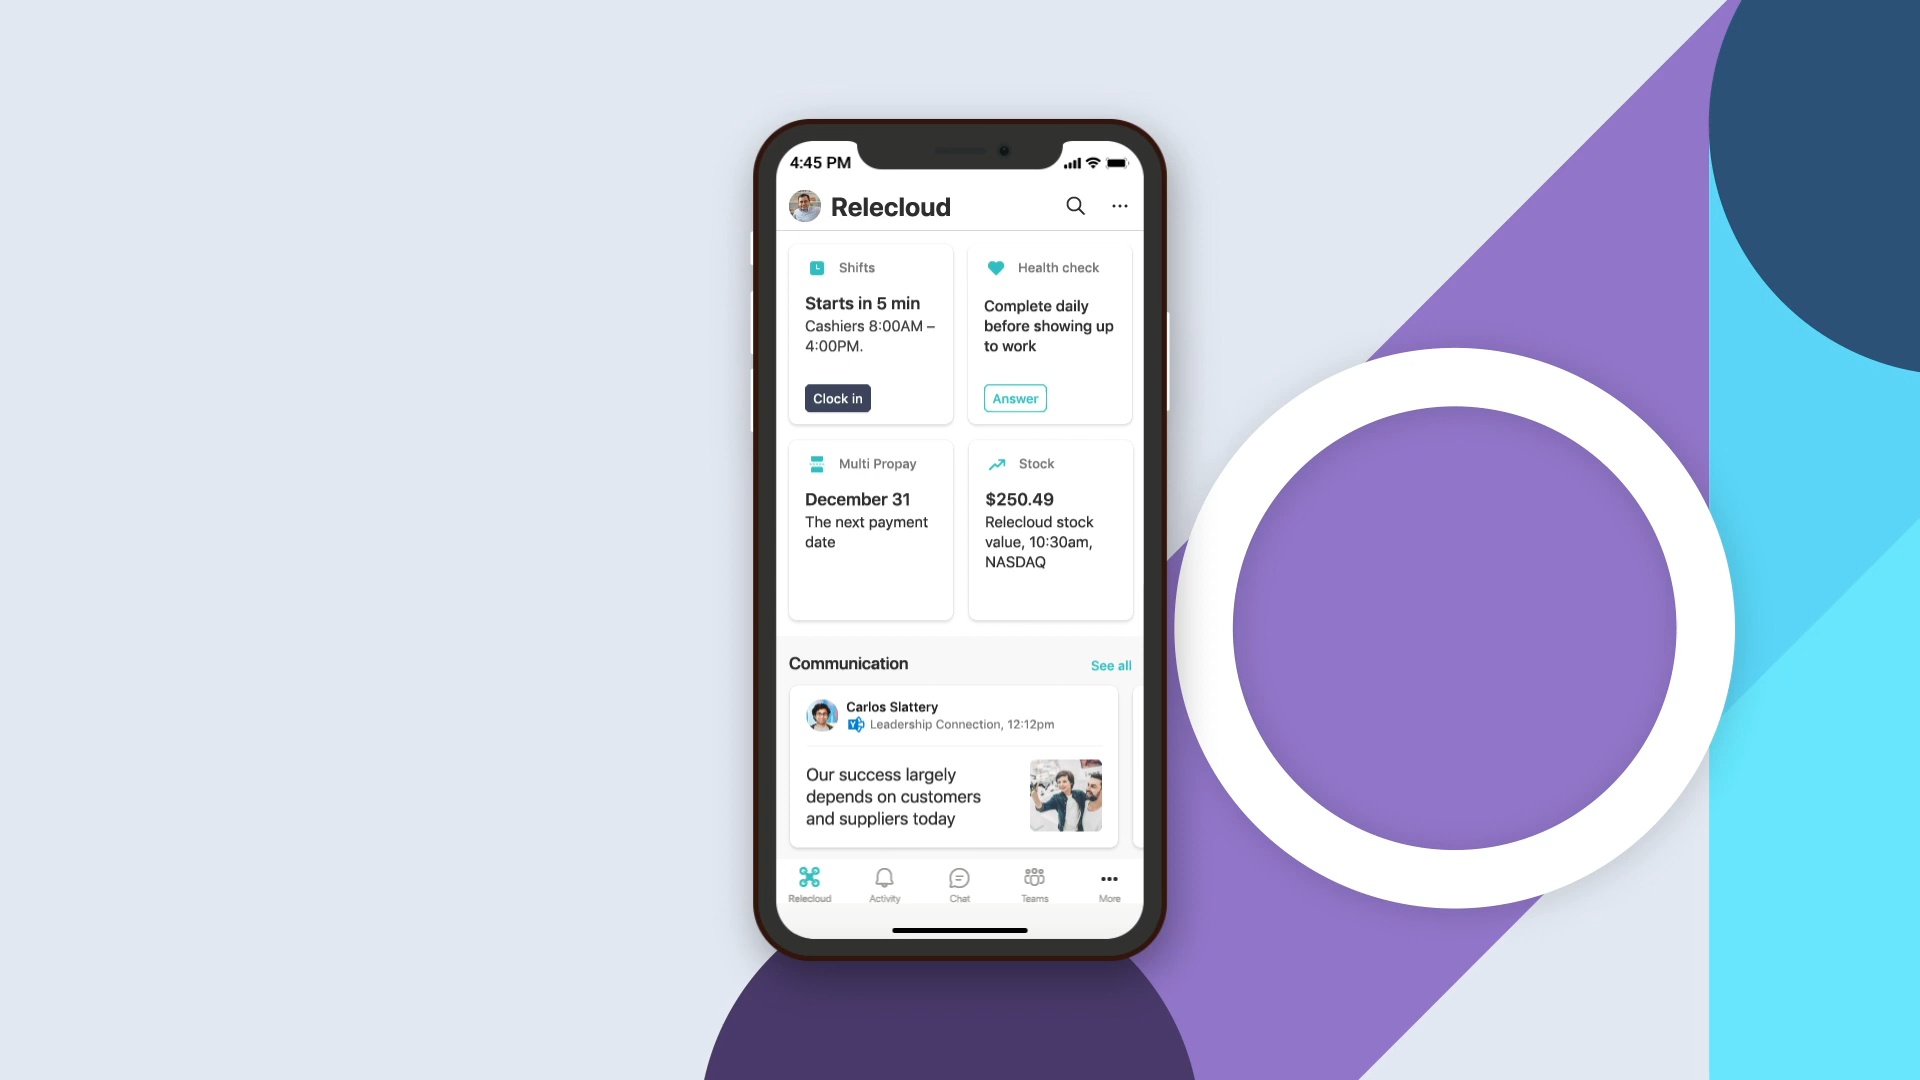 4:45 PM
Relecloud
Shifts
Starts in 5 min
Cashiers 8:00AM –
4:00PM.
Clock in
Health check
Complete daily
before showing up
to work
Answer
Multi Propay
December 31
The next payment
date
Stock
$250.49
Relecloud stock
value, 10:30am,
NASDAQ
Communication
See all
Carlos Slattery
Leadership Connection, 12:12pm
Our success largely
depends on customers
and suppliers today
Relecloud
Activity
Chat
Teams
More